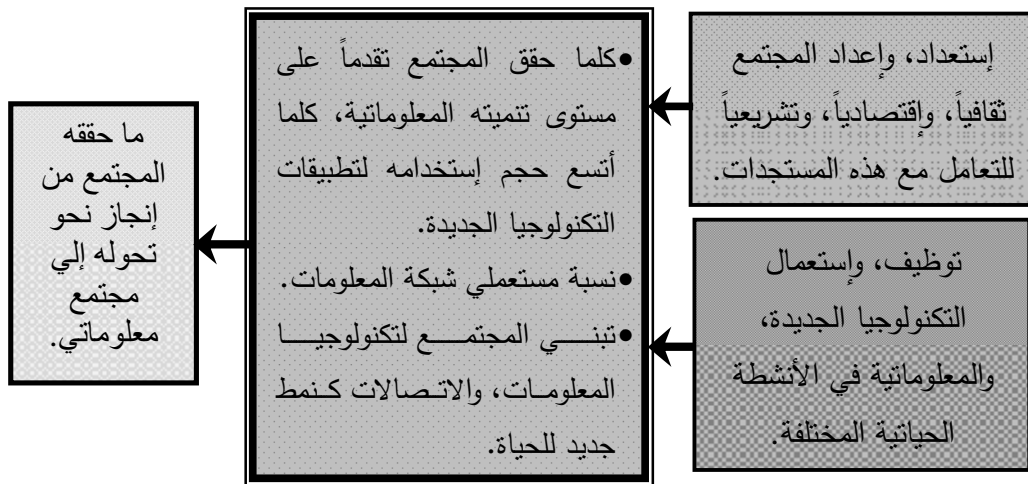 إستعداد، وإعداد المجتمع
ثقافياً، وإقتصادياً، وتشريعياً
للتعامل مع هذه المستجدات.
توظيف، وإستعمال
التكنولوجيا الجديدة،
والمعلوماتية في الأنشطة
الحياتية المختلفة.
•كلما حقق المجتمع تقدماً على
مستوى تنميته المعلوماتية، كلما
أتسع حجم إستخدامه لتطبيقات
التكنولوجيا الجديدة.
•نسبة مستعملي شبكة المعلومات.
•تبني المجتمع لتكنولوجيا
المعلومات، والاتصالات كنمط
جديد للحياة.
ما حققه
المجتمع من
إنجاز نحو
تحوله إلي
مجتمع
معلوماتي.